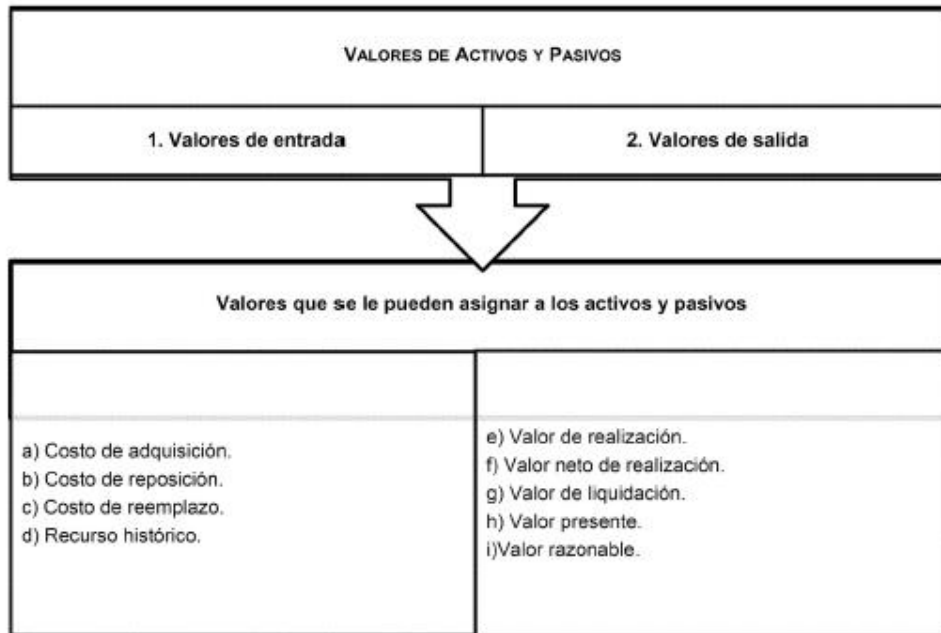 VALORES DE ACTIVOS Y PASIVOS
1. Valores de entrada
2. Valores de salida
Valores que se le pueden asignar a los activos y pasivos
a) Costo de adquisición.
b) Costo de reposición.
c) Costo de reemplazo.
d) Recurso histórico.
e) Valor de realización.
f) Valor neto de realización.
g) Valor de liquidación.
h) Valor presente.
i)Valor razonable.